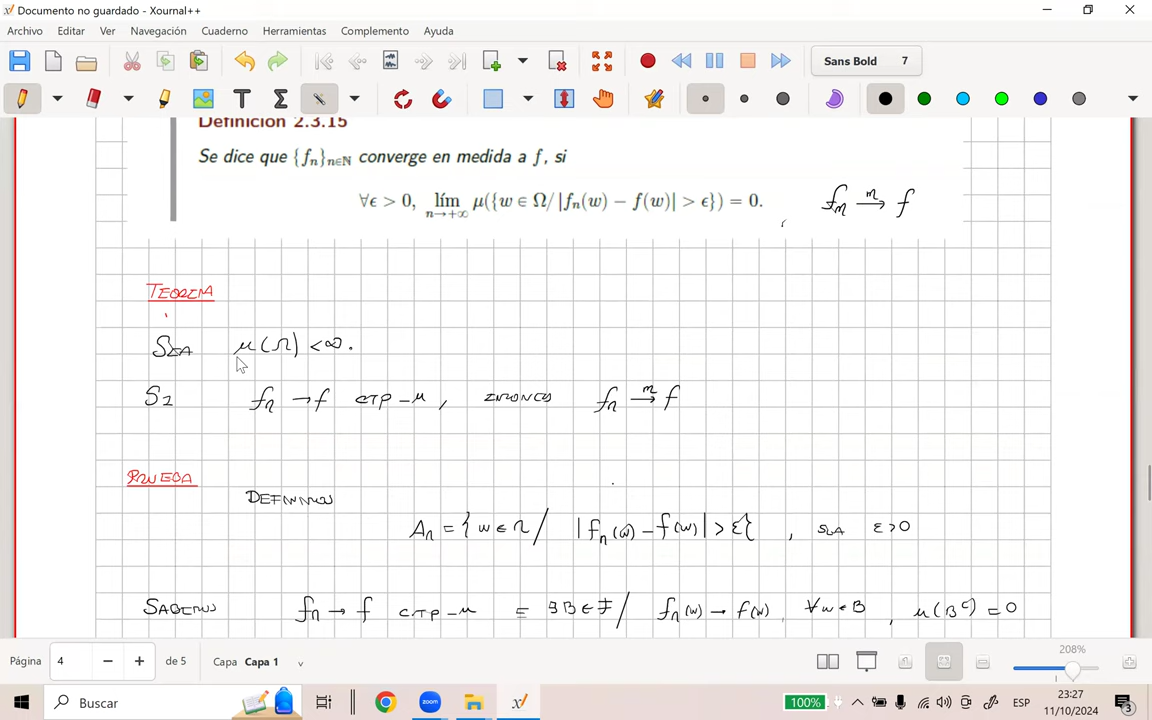 Documento no guardado - Xournal++
Archivo Editar Ver Navegación Cuaderno Herramientas Complemento Ayuda
Sans Bold 7
Definición 2.3.15
Se dice que {fₙ}ₙ∈ℕ converge en medida a f, si
∀ϵ > 0, lím n→+∞ μ({w ∈ Ω/|fₙ(w) − f(w)| > ϵ}) = 0.
fₙ →ᵐ f
TEOREMA
SEA μ(Ω) < ∞.
SI fₙ → f CTP-μ, ENTONCES fₙ →ᵐ f
PRUEBA
DEFINIMOS
Aₙ = { w ∈ Ω / |fₙ(w) - f(w)| > ε}, SEA ε > 0
SABEMOS fₙ → f CTP-μ ≡ ∃B ∈ F / fₙ(w) → f(w), ∀w ∈ B, μ(Bᶜ) = 0
Página 4 de 5 Capa Capa 1
208%
Buscar
100%
ESP
23:27
11/10/2024
3